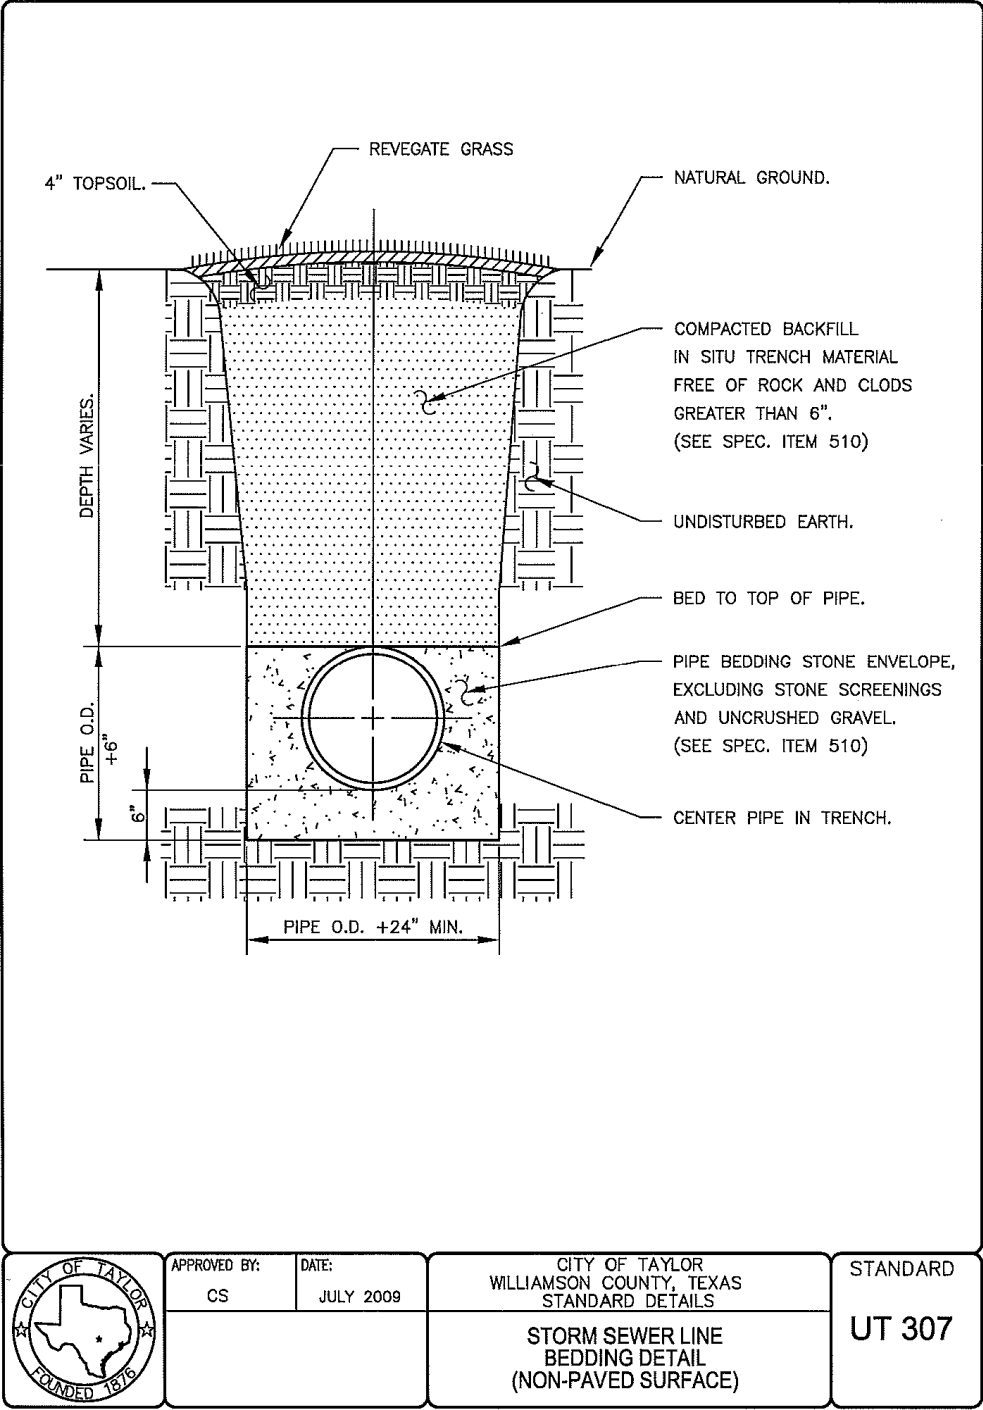 REVEGATE GRASS
4" TOPSOIL.
NATURAL GROUND.
COMPACTED BACKFILL
IN SITU TRENCH MATERIAL
FREE OF ROCK AND CLODS
GREATER THAN 6".
(SEE SPEC. ITEM 510)
DEPTH VARIES.
UNDISTURBED EARTH.
BED TO TOP OF PIPE.
PIPE BEDDING STONE ENVELOPE,
EXCLUDING STONE SCREENINGS
AND UNCRUSHED GRAVEL.
(SEE SPEC. ITEM 510)
PIPE O.D.
+6"
6"
CENTER PIPE IN TRENCH.
PIPE O.D. +24" MIN.
CITY OF TAYLOR
FOUNDED 1876
APPROVED BY:
CS
DATE:
JULY 2009
CITY OF TAYLOR
WILLIAMSON COUNTY, TEXAS
STANDARD DETAILS
STORM SEWER LINE
BEDDING DETAIL
(NON-PAVED SURFACE)
STANDARD
UT 307